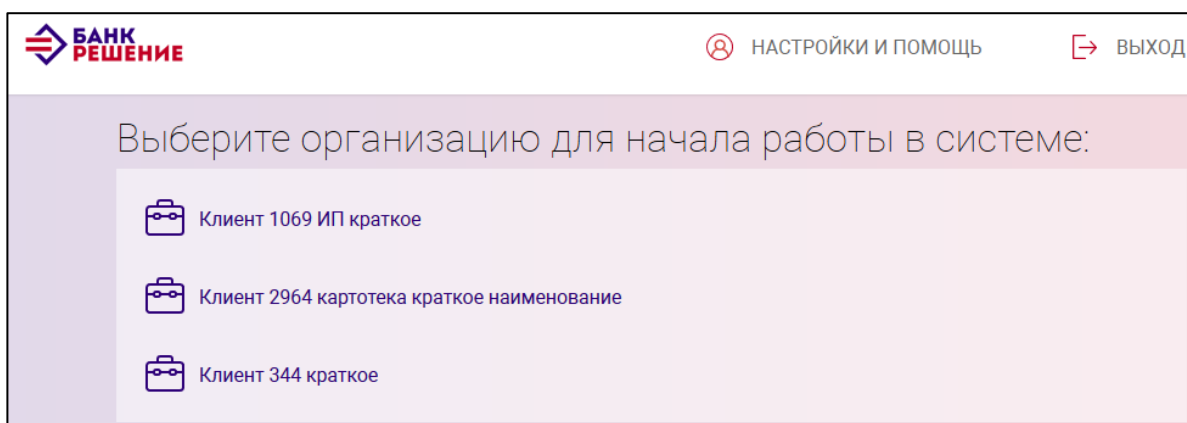 БАНК
РЕШЕНИЕ
НАСТРОЙКИ И ПОМОЩЬ
ВЫХОД
Выберите организацию для начала работы в системе:
Клиент 1069 ИП краткое
Клиент 2964 картотека краткое наименование
Клиент 344 краткое